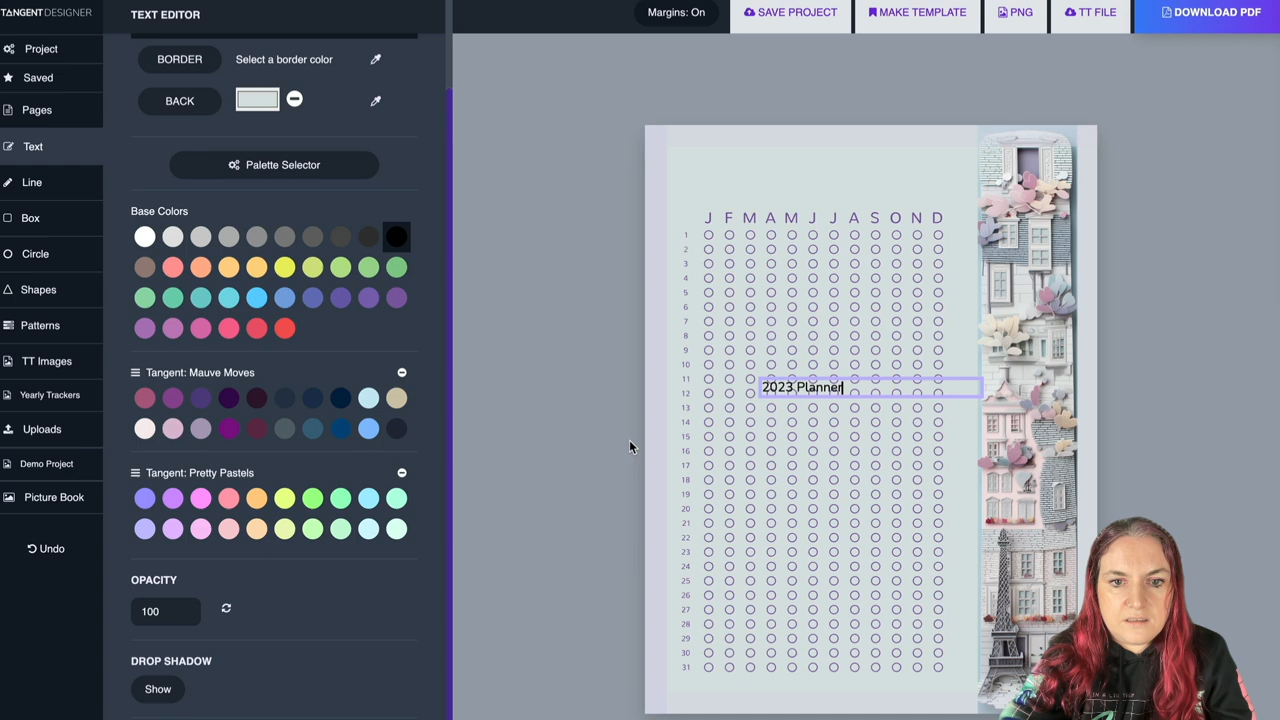 TANGENT DESIGNER
TEXT EDITOR
Margins: On
SAVE PROJECT
MAKE TEMPLATE
PNG
TT FILE
DOWNLOAD PDF
Project
Saved
Pages
Text
Line
Box
Circle
Shapes
Patterns
TT Images
Yearly Trackers
Uploads
Demo Project
Picture Book
Undo
BORDER Select a border color
BACK
Palette Selector
Base Colors
Tangent: Mauve Moves
Tangent: Pretty Pastels
OPACITY
100
DROP SHADOW
Show
J F M A M J J A S O N D
1
2
3
4
5
6
7
8
9
10
11
2023 Planner
12
13
14
15
16
17
18
19
20
21
22
23
24
25
26
27
28
29
30
31